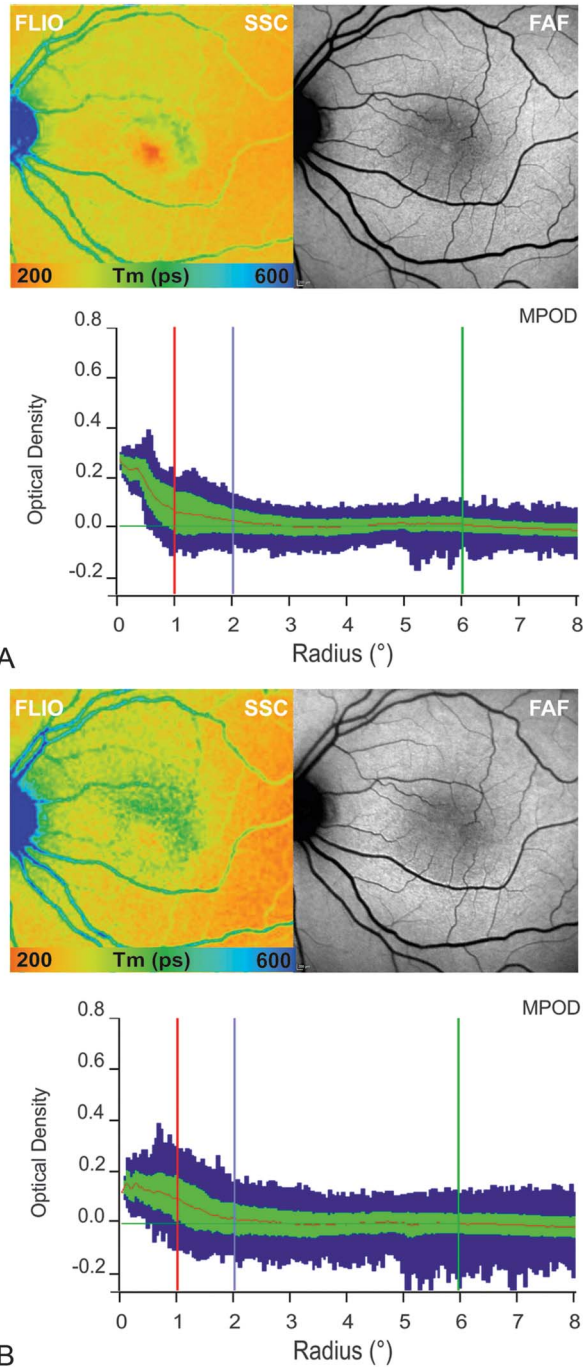 FLIO SSC FAF
200 Tm (ps) 600
MPOD
0.8
0.6
0.4
0.2
0.0
-0.2
Optical Density
0 1 2 3 4 5 6 7 8
Radius (°)
A
FLIO SSC FAF
200 Tm (ps) 600
MPOD
0.8
0.6
0.4
0.2
0.0
-0.2
Optical Density
0 1 2 3 4 5 6 7 8
Radius (°)
B